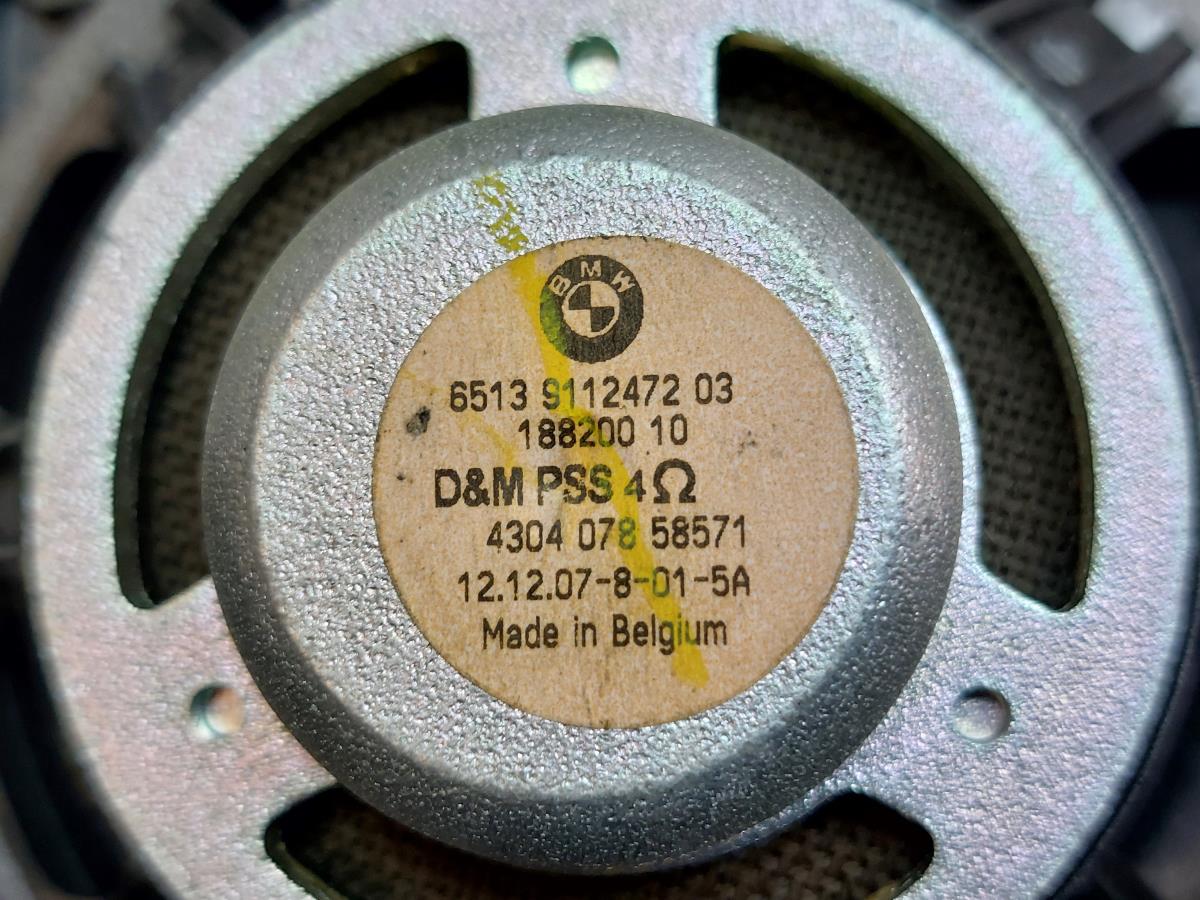 BMW
6513 9112472 03
188200 10
D&M PSS 4Ω
4304 078 58571
12.12.07-8-01-5A
Made in Belgium